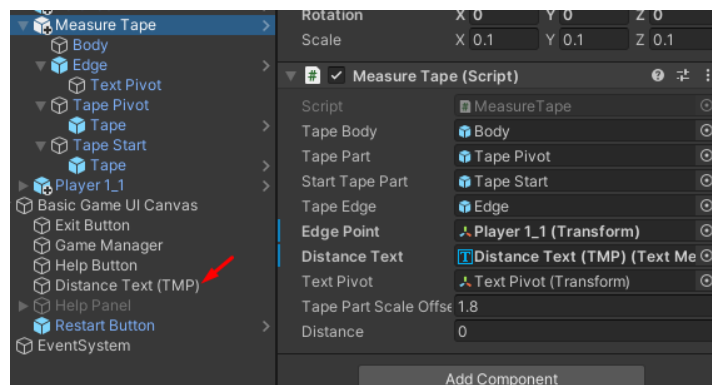 Measure Tape
Body
Edge
Text Pivot
Tape Pivot
Tape
Tape Start
Tape
Player 1_1
Basic Game UI Canvas
Exit Button
Game Manager
Help Button
Distance Text (TMP)
Help Panel
Restart Button
EventSystem
Rotation X 0 Y 0 Z 0
Scale X 0.1 Y 0.1 Z 0.1
# Measure Tape (Script)
Script # MeasureTape
Tape Body Body
Tape Part Tape Pivot
Start Tape Part Tape Start
Tape Edge Edge
Edge Point Player 1_1 (Transform)
Distance Text T Distance Text (TMP) (Text Me
Text Pivot Text Pivot (Transform)
Tape Part Scale Offse 1.8
Distance 0
Add Component